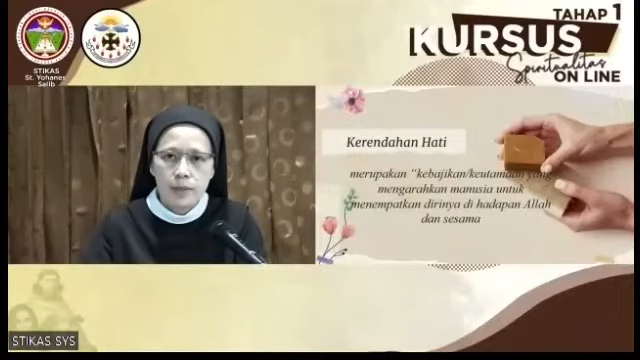 STIKAS
St. Yohanes
Salib
TAHAP 1
KURSUS
Spiritualitas
ON LINE
Kerendahan Hati
merupakan “kebajikan/keutamaan yang
mengarahkan manusia untuk
menempatkan dirinya di hadapan Allah
dan sesama
STIKAS SYS